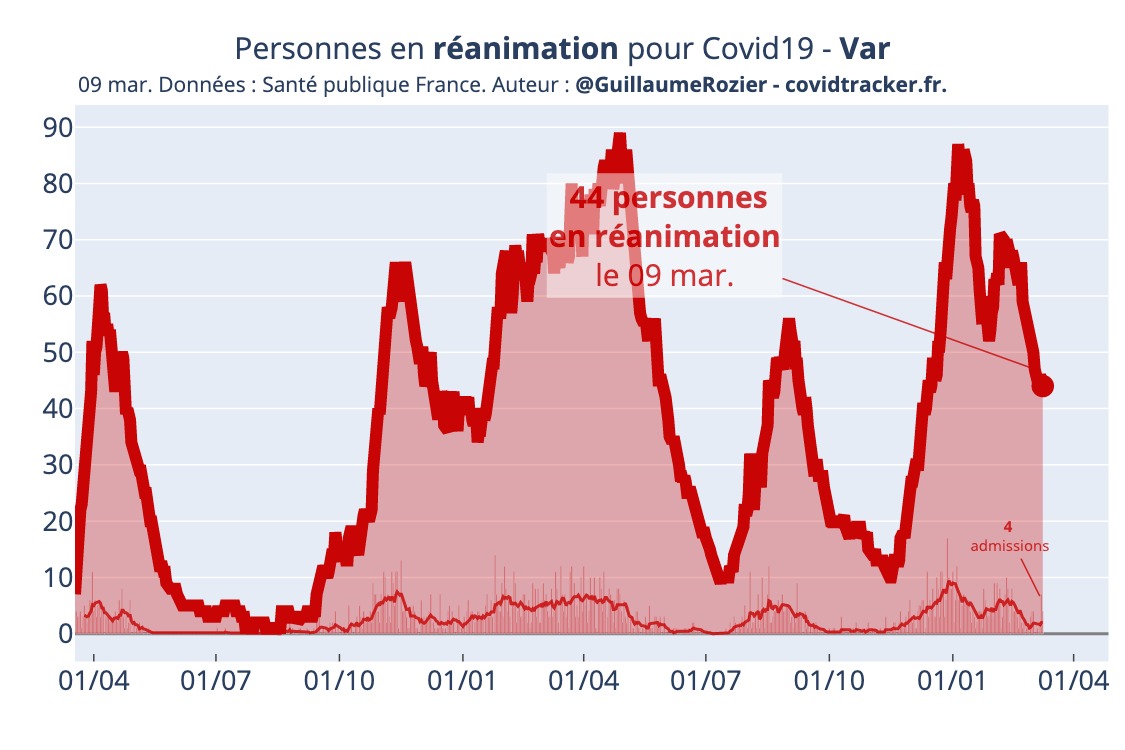 Personnes en réanimation pour Covid19 - Var
09 mar. Données : Santé publique France. Auteur : @GuillaumeRozier - covidtracker.fr.
90
80
70
60
50
40
30
20
10
0
44 personnes
en réanimation
le 09 mar.
4
admissions
01/04 01/07 01/10 01/01 01/04 01/07 01/10 01/01 01/04